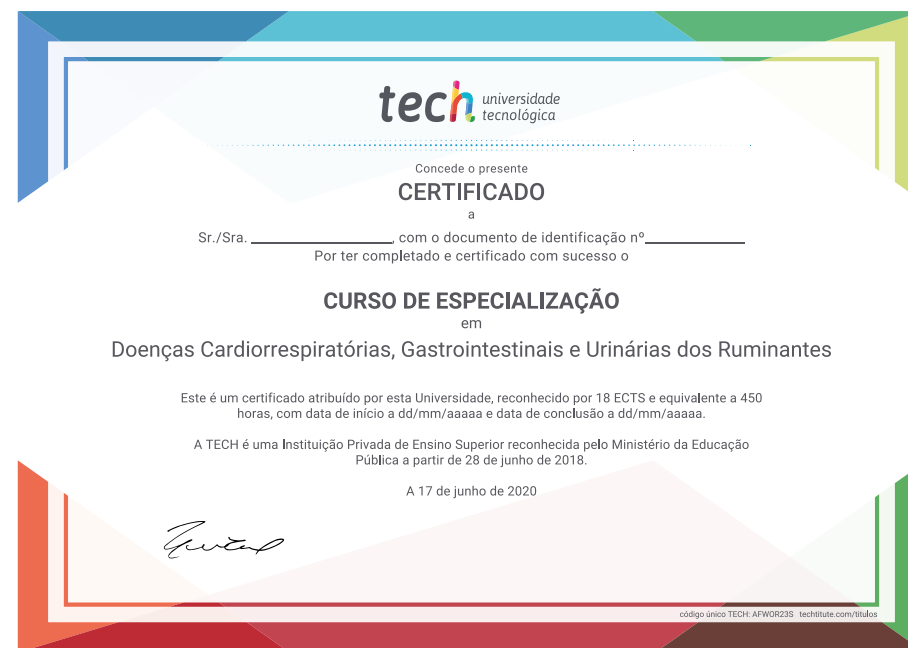 tech universidade
tecnológica
Concede o presente
CERTIFICADO
a
Sr./Sra. , com o documento de identificação nº
Por ter completado e certificado com sucesso o
CURSO DE ESPECIALIZAÇÃO
em
Doenças Cardiorrespiratórias, Gastrointestinais e Urinárias dos Ruminantes
Este é um certificado atribuído por esta Universidade, reconhecido por 18 ECTS e equivalente a 450
horas, com data de início a dd/mm/aaaaa e data de conclusão a dd/mm/aaaaa.
A TECH é uma Instituição Privada de Ensino Superior reconhecida pelo Ministério da Educação
Pública a partir de 28 de junho de 2018.
A 17 de junho de 2020
código único TECH: AFWOR23S techtitute.com/titulos